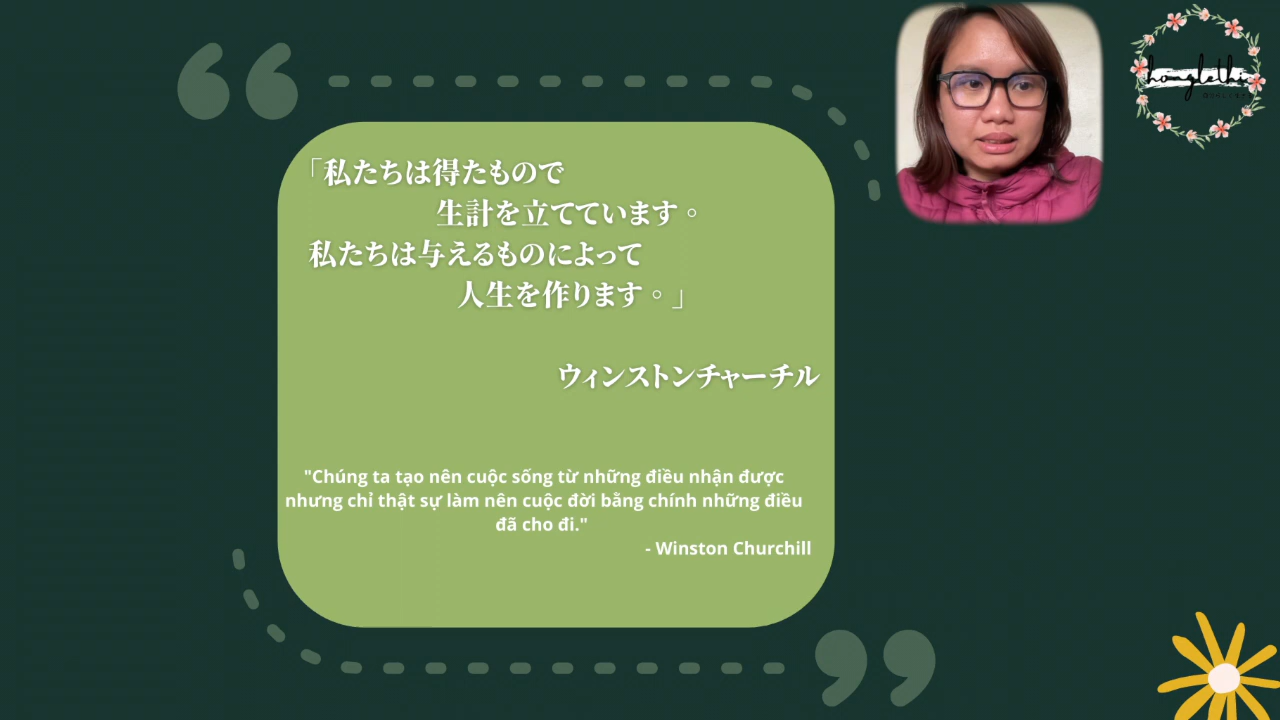 「私たちは得たもので
生計を立てています。
私たちは与えるものによって
人生を作ります。」
ウィンストンチャーチル
"Chúng ta tạo nên cuộc sống từ những điều nhận được
nhưng chỉ thật sự làm nên cuộc đời bằng chính những điều
đã cho đi."
- Winston Churchill